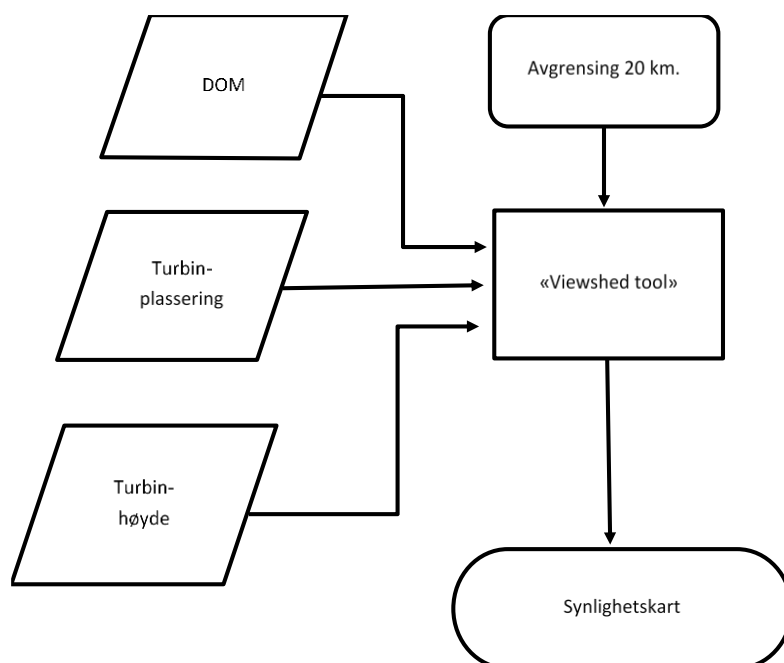 DOM
Avgrensing 20 km.
Turbin-
plassering
«Viewshed tool»
Turbin-
høyde
Synlighetskart